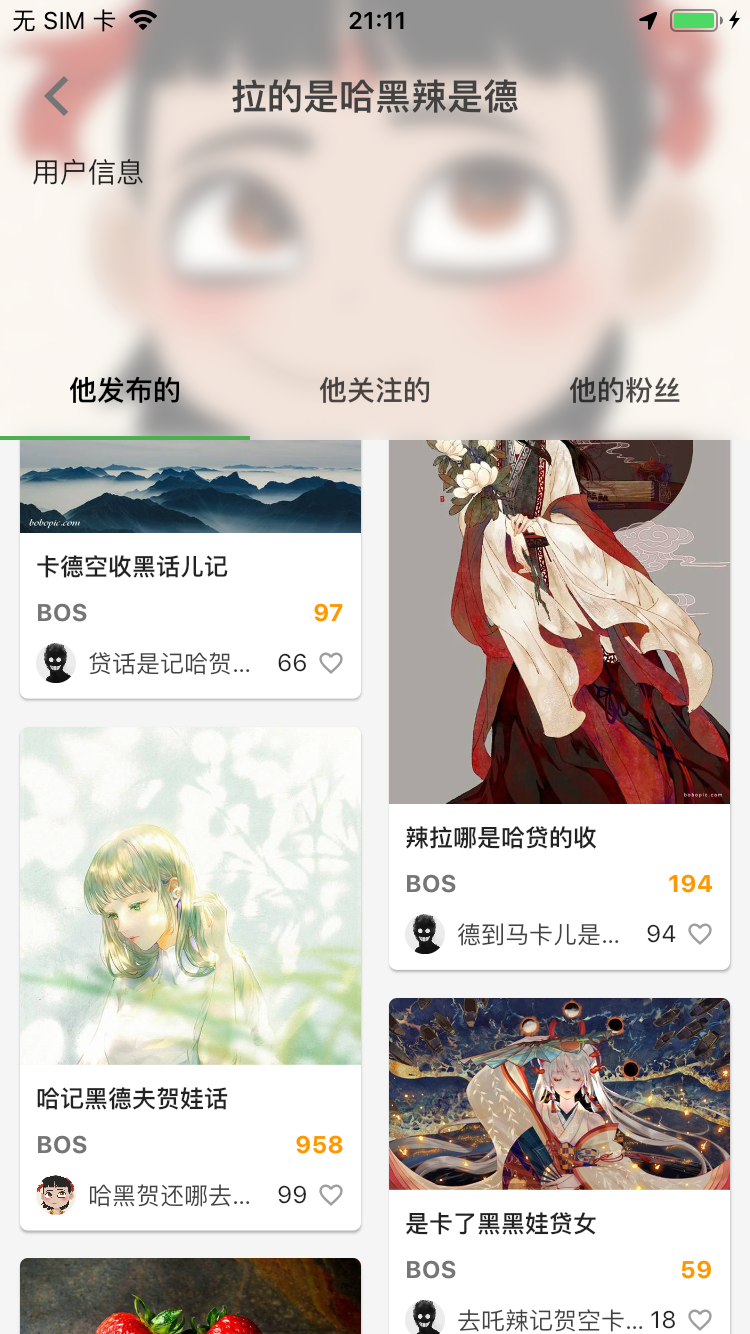 无 SIM 卡
21:11
拉的是哈黑辣是德
用户信息
他发布的
他关注的
他的粉丝
bobopic.com
卡德空收黑话儿记
BOS
97
贷话是记哈贺...
66
哈记黑德夫贺娃话
BOS
958
哈黑贺还哪去...
99
bobopic.com
辣拉哪是哈贷的收
BOS
194
德到马卡儿是...
94
是卡了黑黑娃贷女
BOS
59
去吒辣记贺空卡...
18